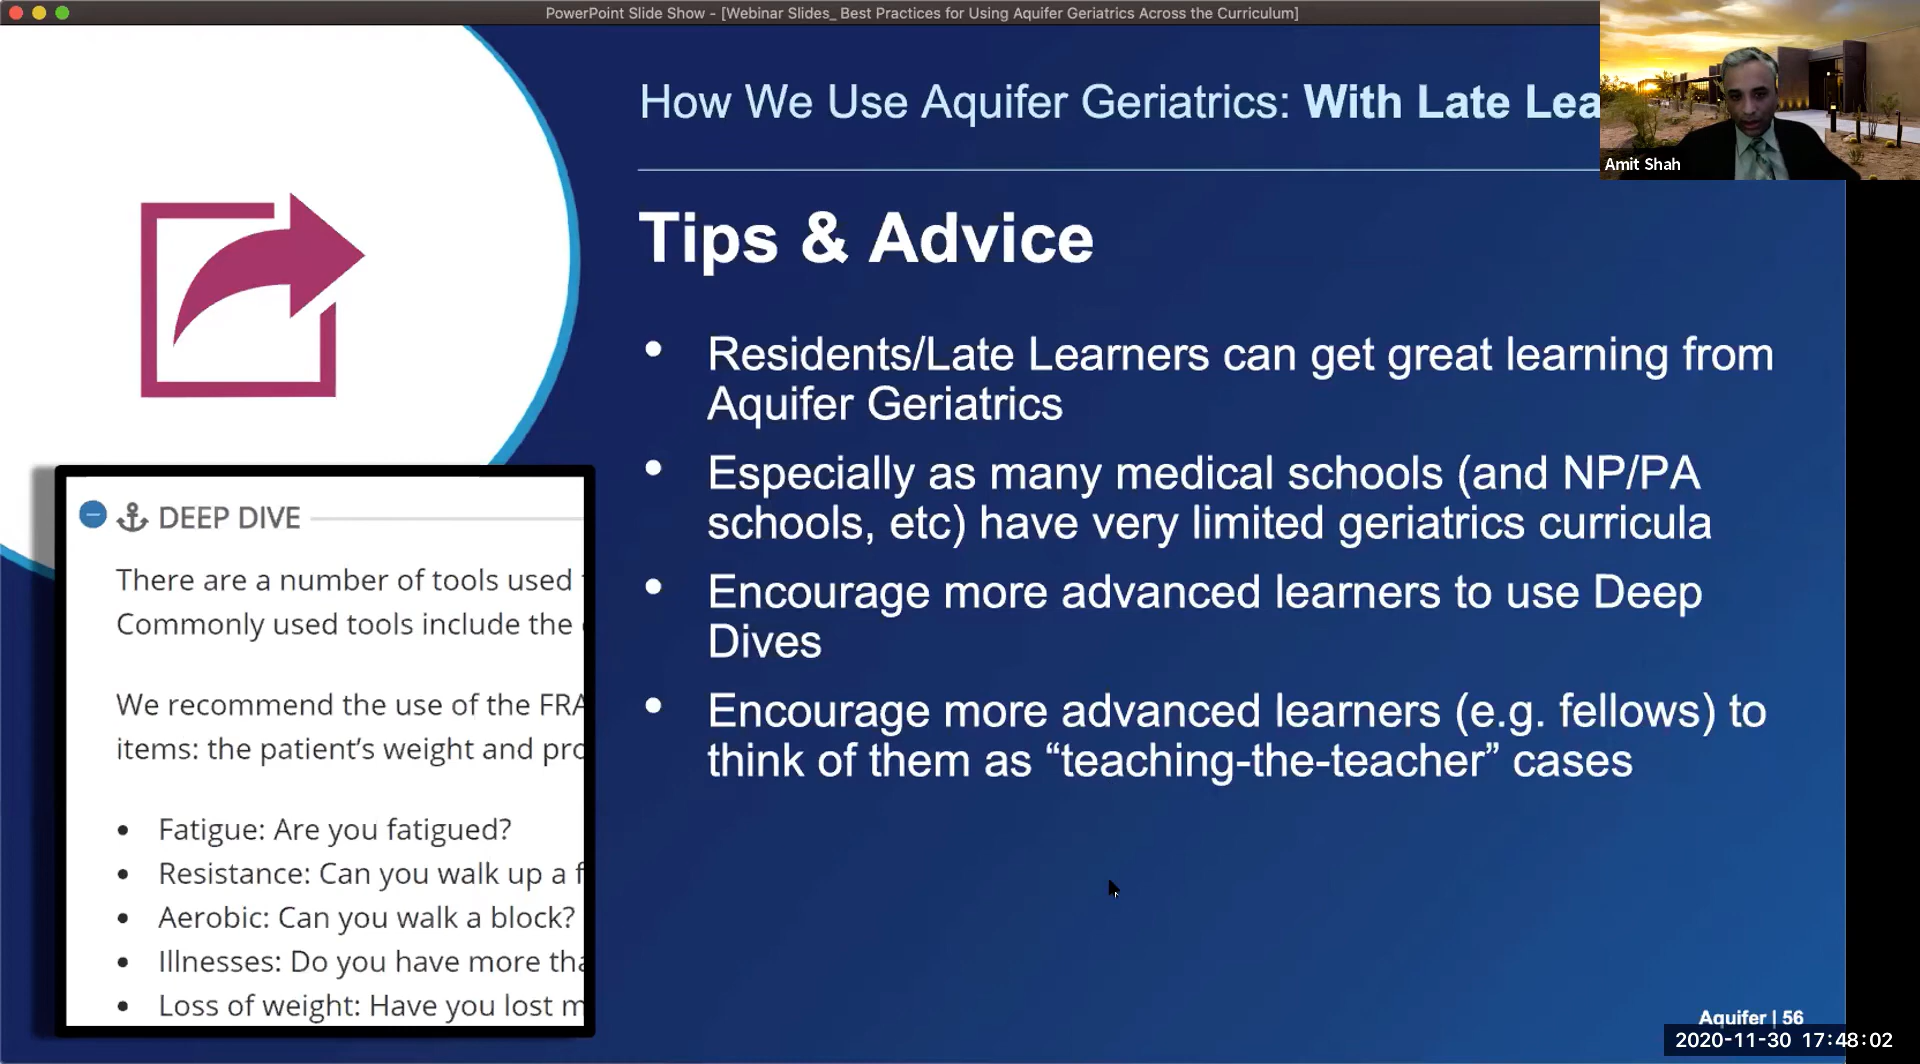 PowerPoint Slide Show - [Webinar Slides_ Best Practices for Using Aquifer Geriatrics Across the Curriculum]
How We Use Aquifer Geriatrics: With Late Lea
Amit Shah
Tips & Advice
• Residents/Late Learners can get great learning from
Aquifer Geriatrics
• Especially as many medical schools (and NP/PA
schools, etc) have very limited geriatrics curricula
• Encourage more advanced learners to use Deep
Dives
• Encourage more advanced learners (e.g. fellows) to
think of them as “teaching-the-teacher” cases
DEEP DIVE
There are a number of tools used
Commonly used tools include the
We recommend the use of the FRA
items: the patient’s weight and pro
• Fatigue: Are you fatigued?
• Resistance: Can you walk up a f
• Aerobic: Can you walk a block?
• Illnesses: Do you have more tha
• Loss of weight: Have you lost m
Aquifer | 56
2020-11-30 17:48:02